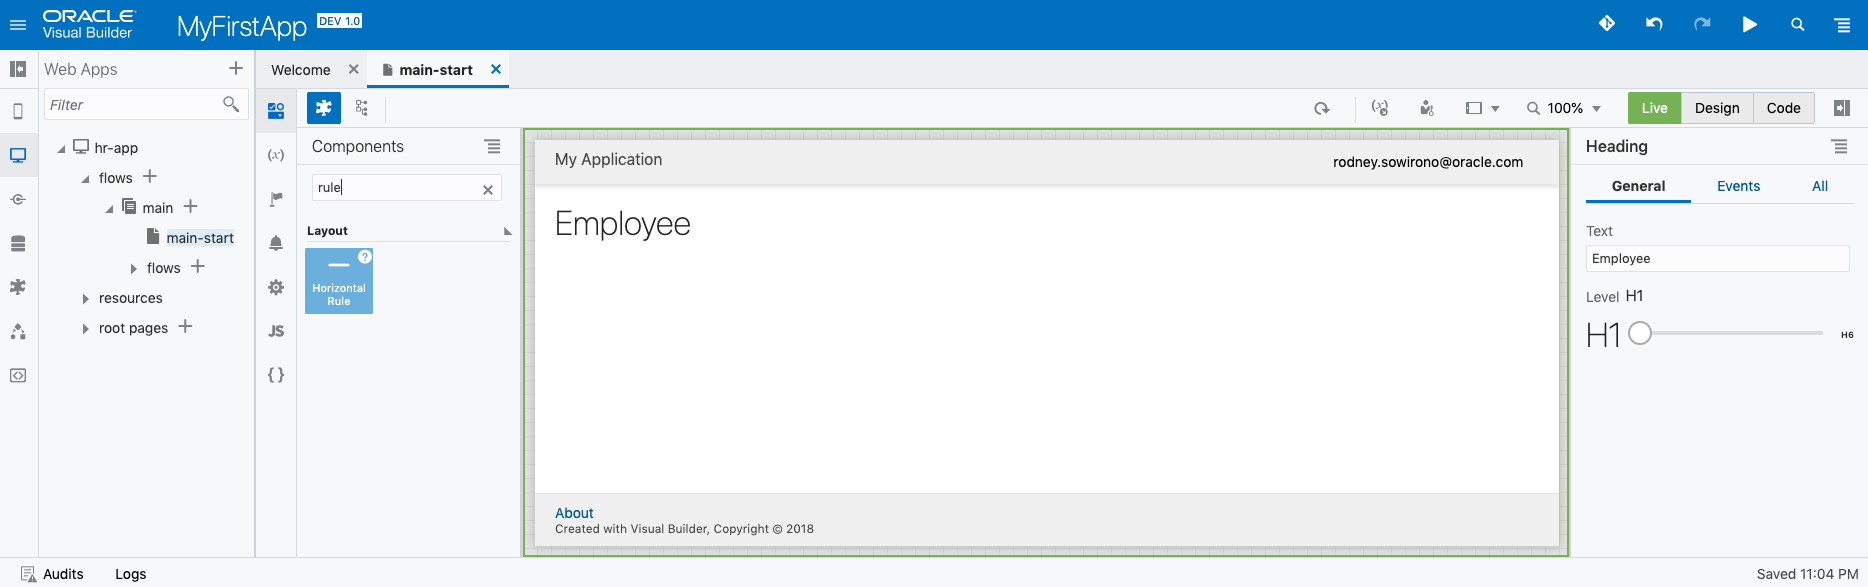 ORACLE
Visual Builder
MyFirstApp DEV 1.0
Web Apps
Welcome
main-start
Filter
100%
Live
Design
Code
hr-app
flows
main
main-start
flows
resources
root pages
(x)
JS
{ }
Components
rule
Layout
?
Horizontal
Rule
My Application
rodney.sowirono@oracle.com
Employee
About
Created with Visual Builder, Copyright © 2018
Heading
General
Events
All
Text
Employee
Level H1
H1
H6
Audits
Logs
Saved 11:04 PM